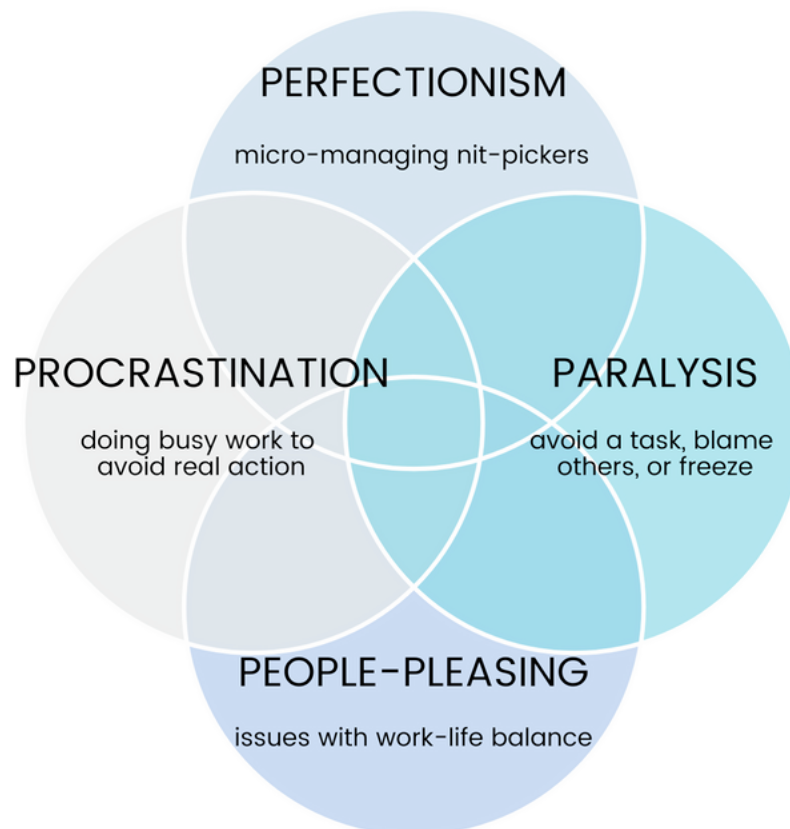 PERFECTIONISM
micro-managing nit-pickers
PROCRASTINATION
doing busy work to
avoid real action
PARALYSIS
avoid a task, blame
others, or freeze
PEOPLE-PLEASING
issues with work-life balance